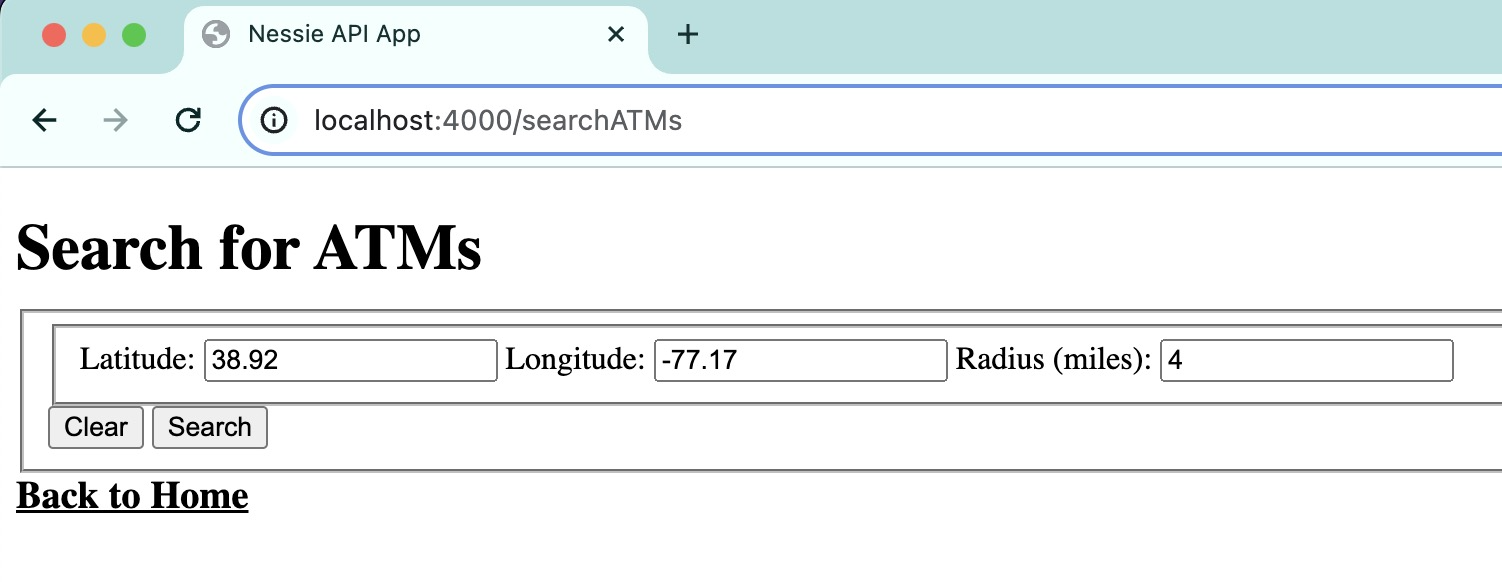 Nessie API App
localhost:4000/searchATMs
Search for ATMs
Latitude: 38.92 Longitude: -77.17 Radius (miles): 4
Clear Search
Back to Home